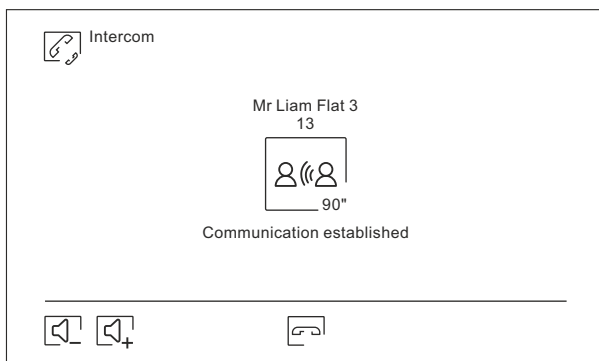 Intercom
Mr Liam Flat 3
13
90"
Communication established